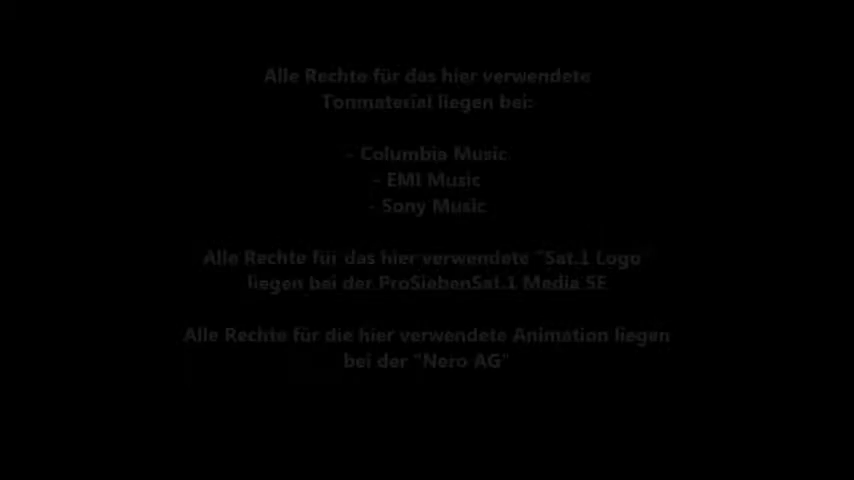 Alle Rechte für das hier verwendete
Tonmaterial liegen bei:
- Columbia Music
- EMI Music
- Sony Music
Alle Rechte für das hier verwendete "Sat.1 Logo"
liegen bei der ProSiebenSat.1 Media SE
Alle Rechte für die hier verwendete Animation liegen
bei der "Nero AG"